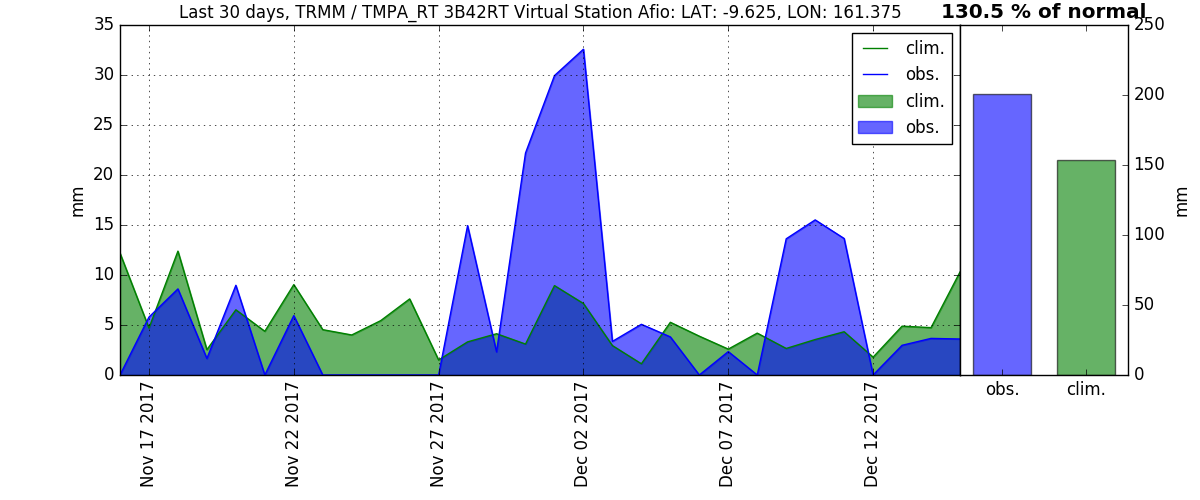 Last 30 days, TRMM / TMPA_RT 3B42RT Virtual Station Afio: LAT: -9.625, LON: 161.375
130.5 % of normal
35
30
25
20
15
10
5
0
mm
clim.
obs.
clim.
obs.
Nov 17 2017
Nov 22 2017
Nov 27 2017
Dec 02 2017
Dec 07 2017
Dec 12 2017
250
200
150
100
50
0
mm
obs.
clim.